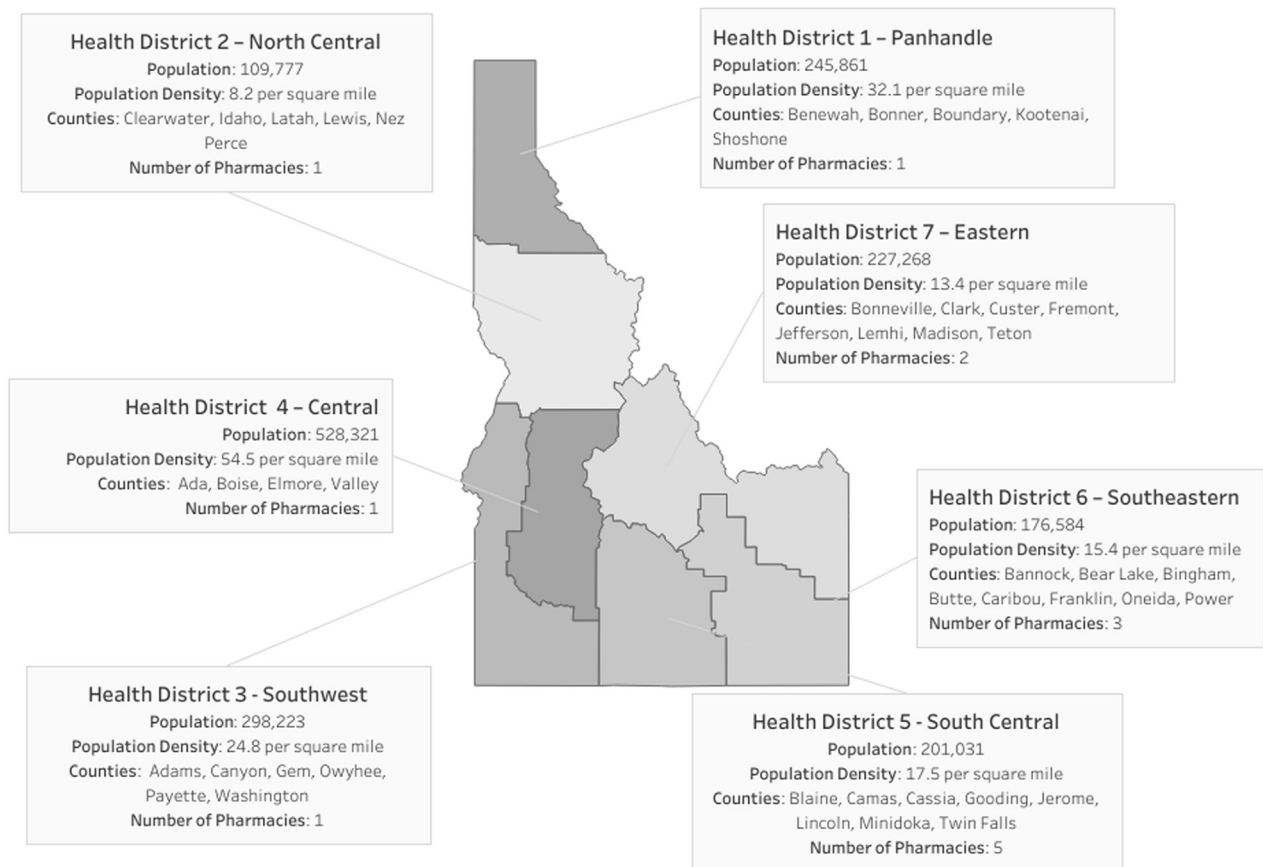 Health District 2 – North Central
Population: 109,777
Population Density: 8.2 per square mile
Counties: Clearwater, Idaho, Latah, Lewis, Nez
Perce
Number of Pharmacies: 1
Health District 1 – Panhandle
Population: 245,861
Population Density: 32.1 per square mile
Counties: Benewah, Bonner, Boundary, Kootenai,
Shoshone
Number of Pharmacies: 1
Health District 7 – Eastern
Population: 227,268
Population Density: 13.4 per square mile
Counties: Bonneville, Clark, Custer, Fremont,
Jefferson, Lemhi, Madison, Teton
Number of Pharmacies: 2
Health District 4 – Central
Population: 528,321
Population Density: 54.5 per square mile
Counties: Ada, Boise, Elmore, Valley
Number of Pharmacies: 1
Health District 6 – Southeastern
Population: 176,584
Population Density: 15.4 per square mile
Counties: Bannock, Bear Lake, Bingham,
Butte, Caribou, Franklin, Oneida, Power
Number of Pharmacies: 3
Health District 3 - Southwest
Population: 298,223
Population Density: 24.8 per square mile
Counties: Adams, Canyon, Gem, Owyhee,
Payette, Washington
Number of Pharmacies: 1
Health District 5 - South Central
Population: 201,031
Population Density: 17.5 per square mile
Counties: Blaine, Camas, Cassia, Gooding, Jerome,
Lincoln, Minidoka, Twin Falls
Number of Pharmacies: 5